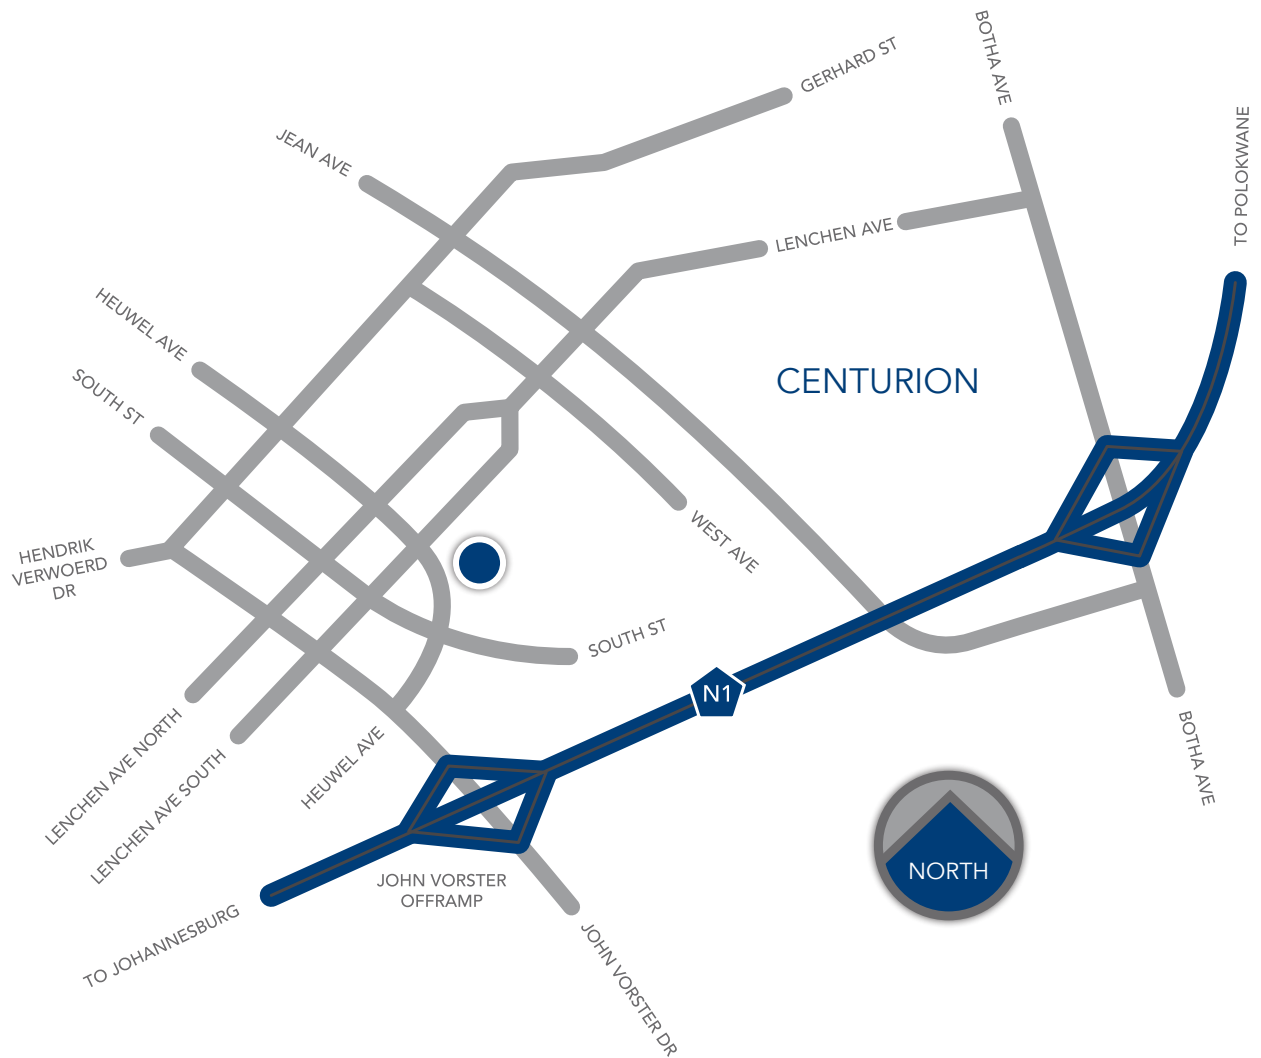 BOTHA AVE
GERHARD ST
TO POLOKWANE
JEAN AVE
LENCHEN AVE
HEUWEL AVE
CENTURION
SOUTH ST
WEST AVE
HENDRIK
VERWOERD
DR
SOUTH ST
N1
LENCHEN AVE NORTH
LENCHEN AVE SOUTH
HEUWEL AVE
BOTHA AVE
NORTH
JOHN VORSTER
OFFRAMP
TO JOHANNESBURG
JOHN VORSTER DR